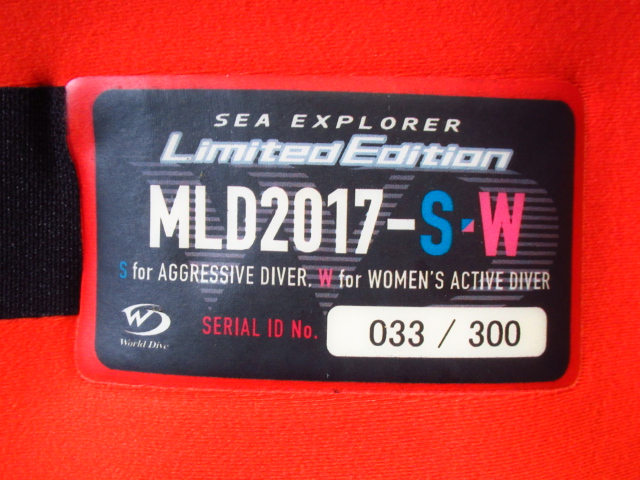 SEA EXPLORER
Limited Edition
MLD2017-S·W
S for AGGRESSIVE DIVER, W for WOMEN'S ACTIVE DIVER
World Dive
SERIAL ID No. 033 / 300